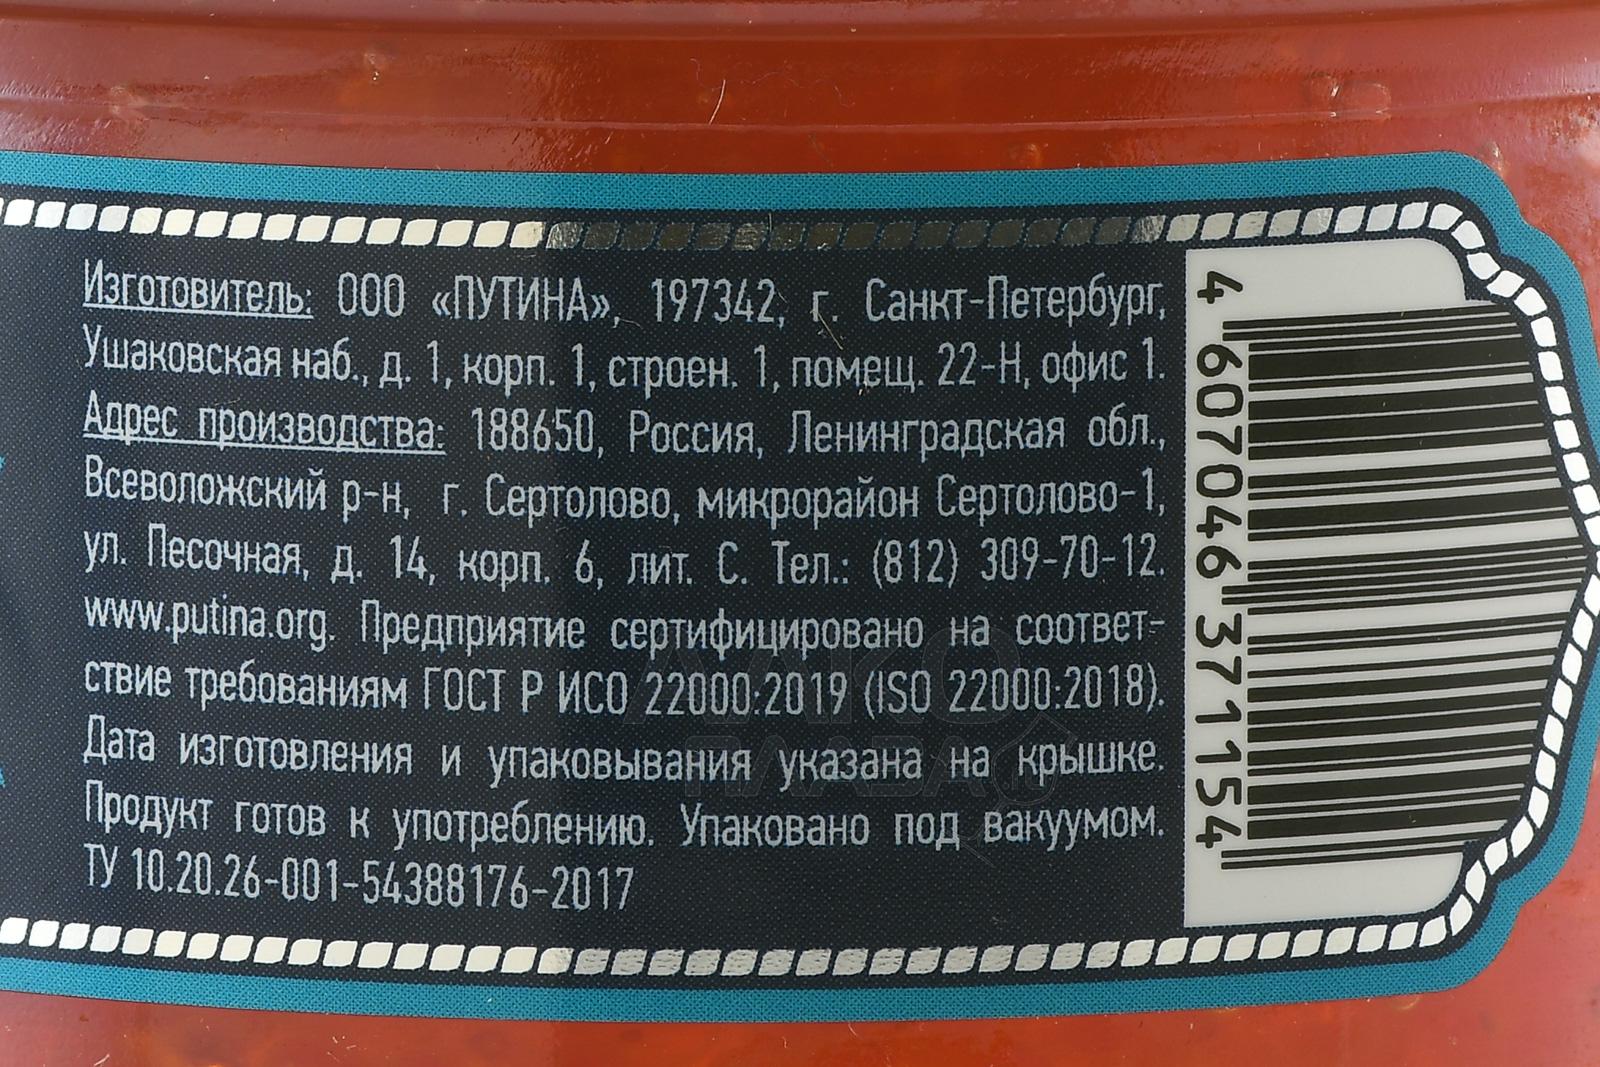 Изготовитель: ООО «ПУТИНА», 197342, г. Санкт-Петербург,
Ушаковская наб., д. 1, корп. 1, строен. 1, помещ. 22-Н, офис 1.
Адрес производства: 188650, Россия, Ленинградская обл.,
Всеволожский р-н, г. Сертолово, микрорайон Сертолово-1,
ул. Песочная, д. 14, корп. 6, лит. С. Тел.: (812) 309-70-12.
www.putina.org. Предприятие сертифицировано на соответ-
ствие требованиям ГОСТ Р ИСО 22000:2019 (ISO 22000:2018).
Дата изготовления и упаковывания указана на крышке.
Продукт готов к употреблению. Упаковано под вакуумом.
ТУ 10.20.26-001-54388176-2017
4 607046 371154